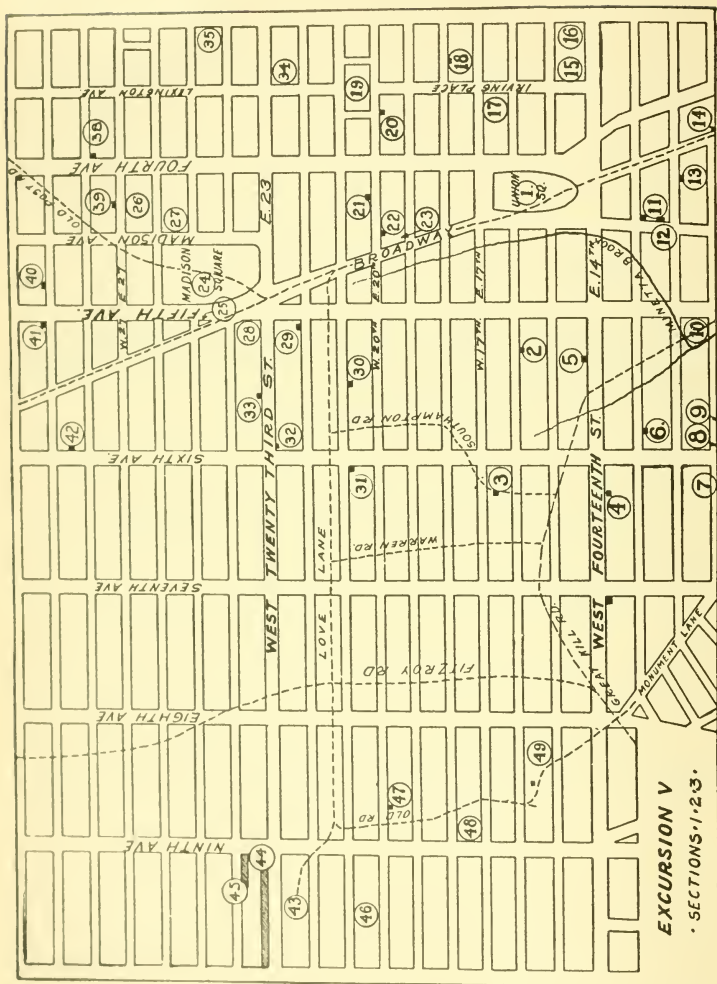 EXCURSION V
· SECTIONS · 1 · 2 · 3 ·
LEXINGTON AVE
IRVING PLACE
FOURTH AVE
OLD POST RD
MADISON AVE
MADISON
SQUARE
UNION
SQ.
BROADWAY
FIFTH AVE.
SIXTH AVE.
SEVENTH AVE
EIGHTH AVE
NINTH AVE
E. 27
W. 27
E. 23
WEST TWENTY THIRD ST.
E. 20TH
W. 20TH
E. 17TH.
W. 17TH.
E. 14TH
WEST FOURTEENTH ST.
MINETTA BROOK
SOUTHAMPTON RD
WARREN RD.
LOVE LANE
FITZROY RD
GREAT KILL RD.
MONUMENT LANE
OLD RD
35
34
16
15
18
19
17
38
20
14
39
26
27
21
22
23
1
13
11
12
40
24
25
41
28
29
30
2
5
10
33
32
42
6.
8
9
31
3
4
7
47
48
49
45
44
43
46